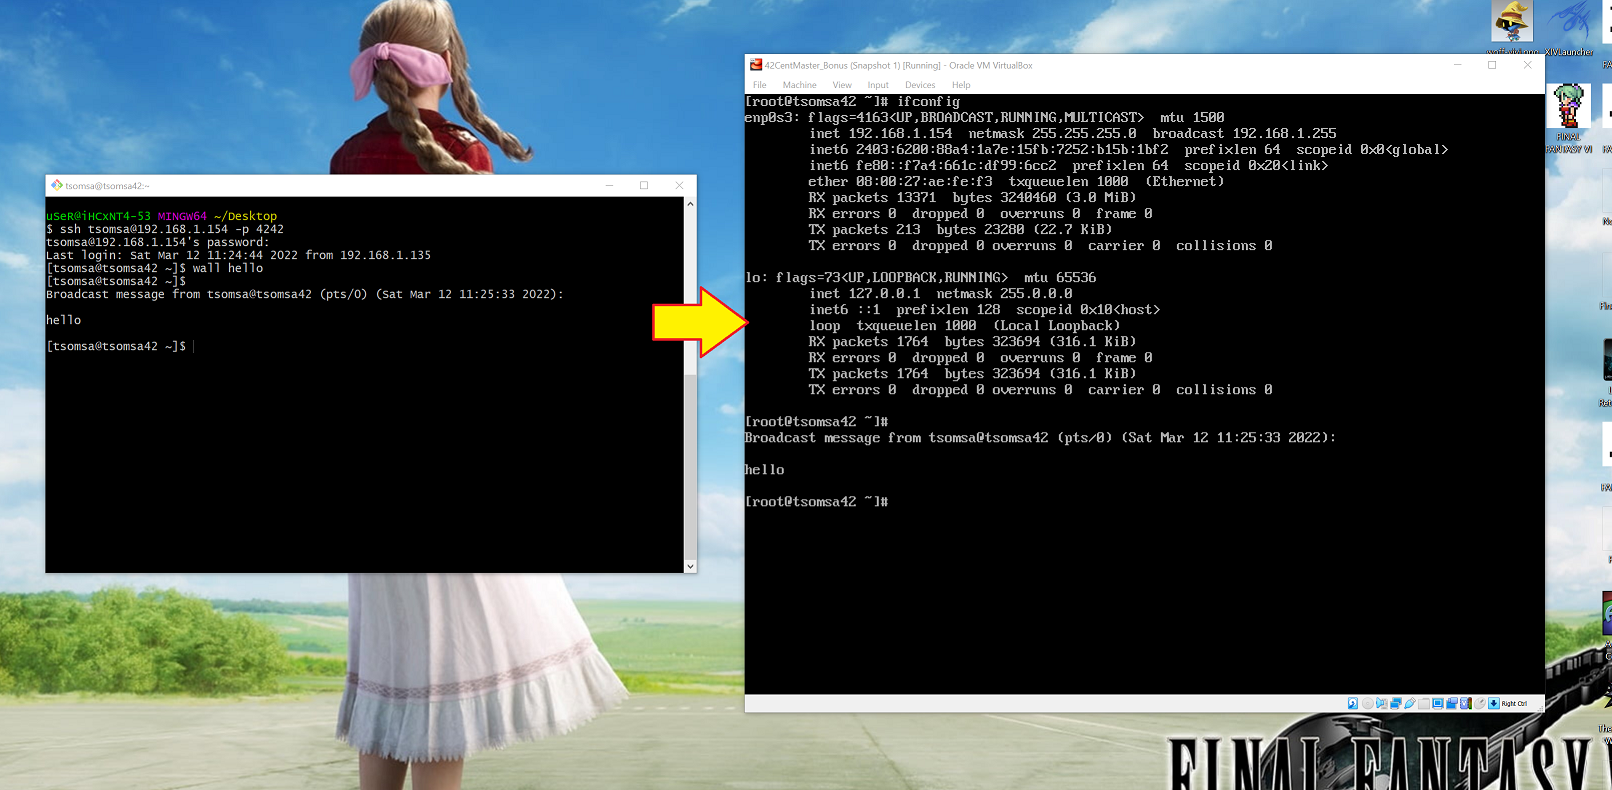 tsomsa@tsomsa42:~
uSeR@iHCxNT4-53 MINGW64 ~/Desktop
$ ssh tsomsa@192.168.1.154 -p 4242
tsomsa@192.168.1.154's password:
Last login: Sat Mar 12 11:24:44 2022 from 192.168.1.135
[tsomsa@tsomsa42 ~]$ wall hello
[tsomsa@tsomsa42 ~]$
Broadcast message from tsomsa@tsomsa42 (pts/0) (Sat Mar 12 11:25:33 2022):
hello
[tsomsa@tsomsa42 ~]$
42CentMaster_Bonus (Snapshot 1) [Running] - Oracle VM VirtualBox
File Machine View Input Devices Help
[root@tsomsa42 ~]# ifconfig
enp0s3: flags=4163<UP,BROADCAST,RUNNING,MULTICAST>  mtu 1500
inet 192.168.1.154  netmask 255.255.255.0  broadcast 192.168.1.255
inet6 2403:6200:88a4:1a7e:15fb:7252:b15b:1bf2  prefixlen 64  scopeid 0x0<global>
inet6 fe80::f7a4:661c:df99:6cc2  prefixlen 64  scopeid 0x20<link>
ether 08:00:27:ae:fe:f3  txqueuelen 1000  (Ethernet)
RX packets 13371  bytes 3240460 (3.0 MiB)
RX errors 0  dropped 0  overruns 0  frame 0
TX packets 213  bytes 23280 (22.7 KiB)
TX errors 0  dropped 0 overruns 0  carrier 0  collisions 0
lo: flags=73<UP,LOOPBACK,RUNNING>  mtu 65536
inet 127.0.0.1  netmask 255.0.0.0
inet6 ::1  prefixlen 128  scopeid 0x10<host>
loop  txqueuelen 1000  (Local Loopback)
RX packets 1764  bytes 323694 (316.1 KiB)
RX errors 0  dropped 0  overruns 0  frame 0
TX packets 1764  bytes 323694 (316.1 KiB)
TX errors 0  dropped 0 overruns 0  carrier 0  collisions 0
[root@tsomsa42 ~]#
Broadcast message from tsomsa@tsomsa42 (pts/0) (Sat Mar 12 11:25:33 2022):
hello
[root@tsomsa42 ~]#
Right Ctrl
XIVLauncher
FINAL
FANTASY VI
FINAL FANTASY